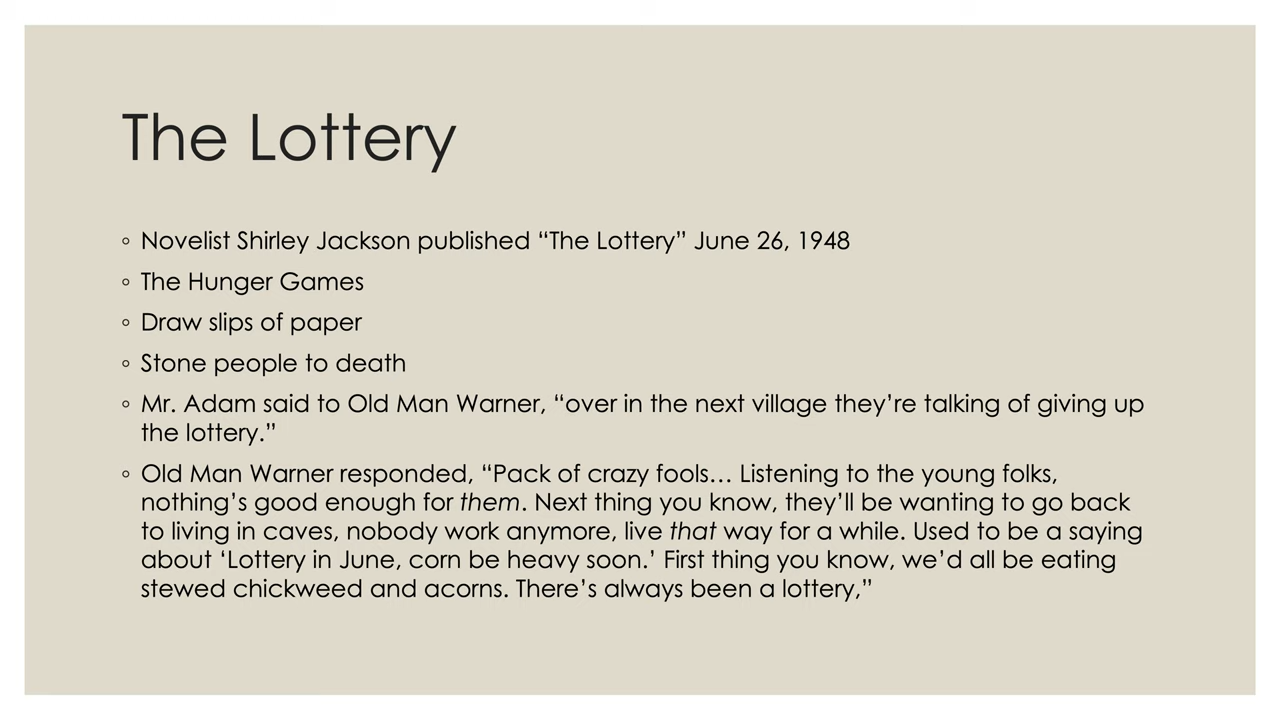 The Lottery
◦ Novelist Shirley Jackson published “The Lottery” June 26, 1948
◦ The Hunger Games
◦ Draw slips of paper
◦ Stone people to death
◦ Mr. Adam said to Old Man Warner, “over in the next village they’re talking of giving up
the lottery.”
◦ Old Man Warner responded, “Pack of crazy fools… Listening to the young folks,
nothing’s good enough for them. Next thing you know, they’ll be wanting to go back
to living in caves, nobody work anymore, live that way for a while. Used to be a saying
about ‘Lottery in June, corn be heavy soon.’ First thing you know, we’d all be eating
stewed chickweed and acorns. There’s always been a lottery,”